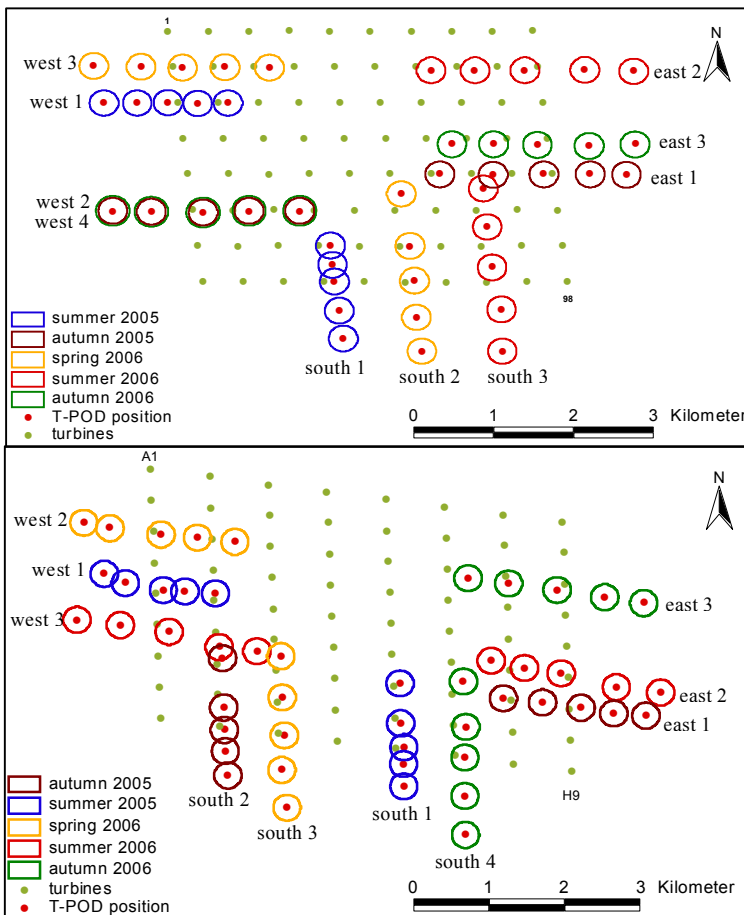 1
N
west 3
east 2
west 1
east 3
east 1
west 2
west 4
98
summer 2005
autumn 2005
spring 2006
summer 2006
autumn 2006
T-POD position
turbines
south 1
south 2
south 3
0 1 2 3 Kilometer
A1
N
west 2
west 1
east 3
west 3
east 2
east 1
autumn 2005
summer 2005
spring 2006
summer 2006
autumn 2006
turbines
T-POD position
south 2
south 3
south 1
south 4
H9
0 1 2 3 Kilometer